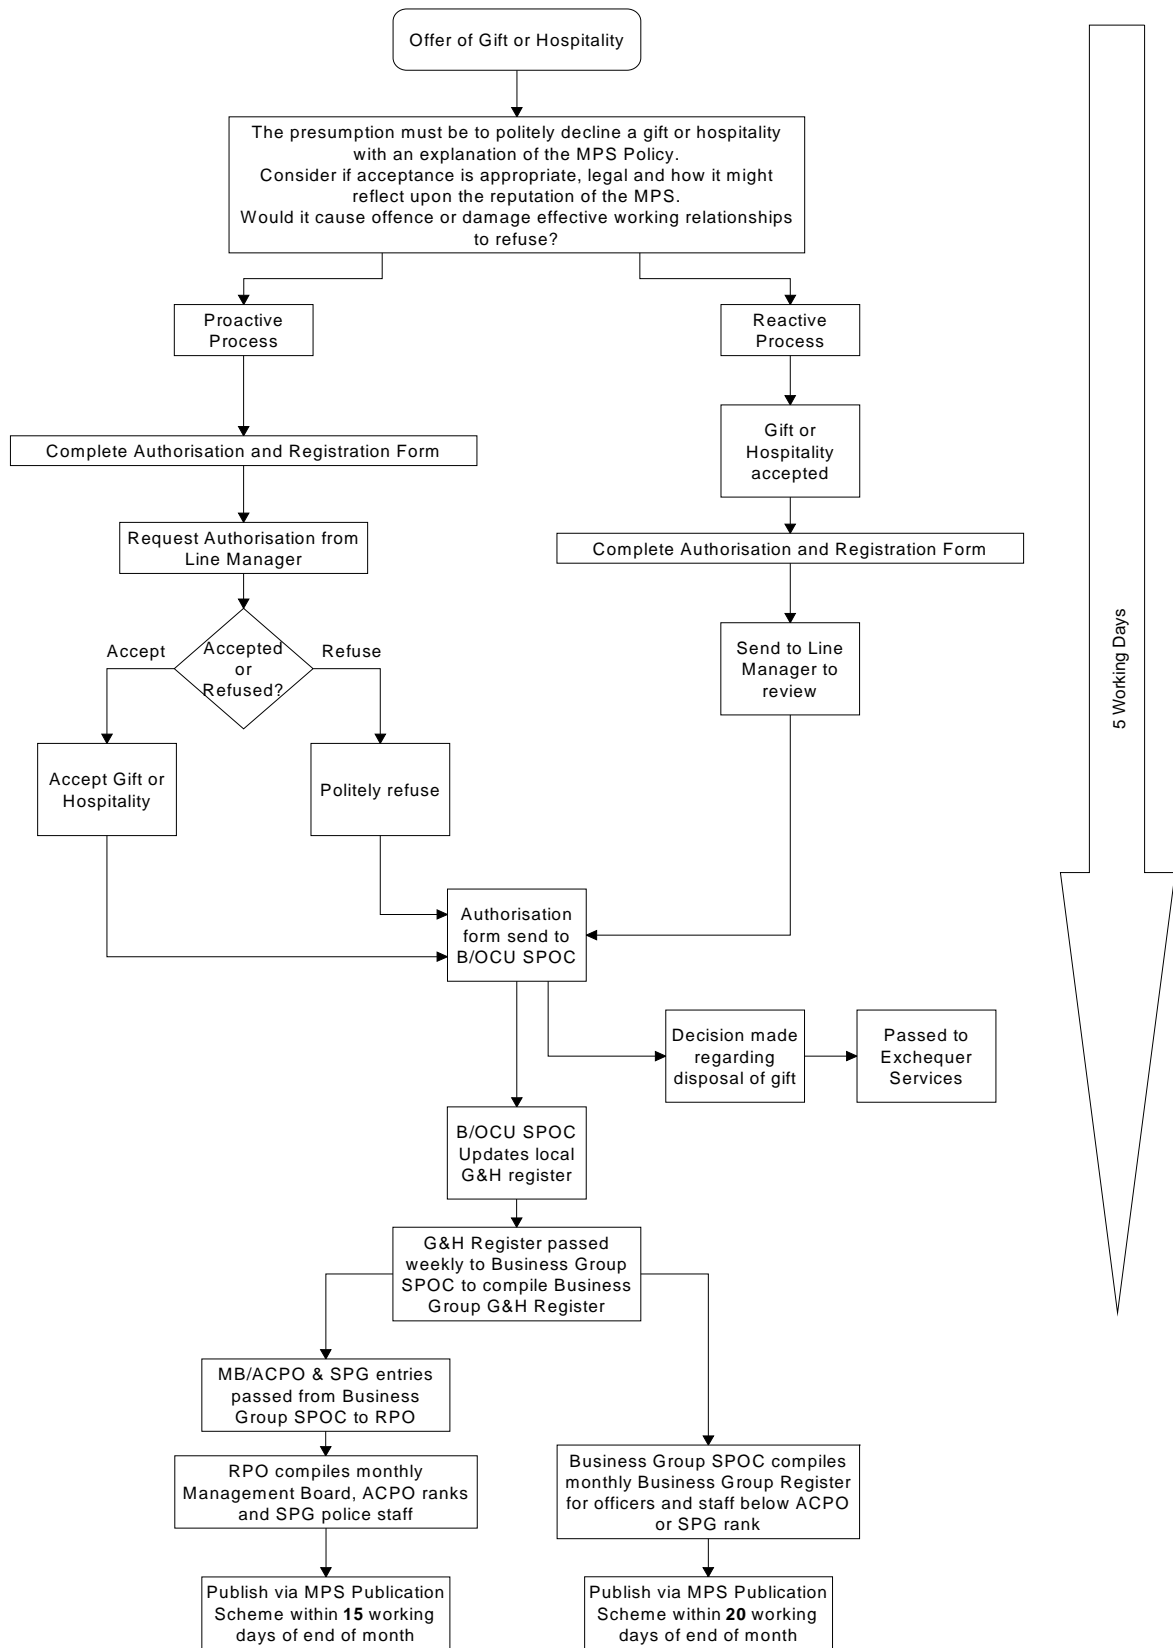 Offer of Gift or Hospitality
The presumption must be to politely decline a gift or hospitality
with an explanation of the MPS Policy.
Consider if acceptance is appropriate, legal and how it might
reflect upon the reputation of the MPS.
Would it cause offence or damage effective working relationships
to refuse?
Proactive
Process
Reactive
Process
Complete Authorisation and Registration Form
Gift or
Hospitality
accepted
Request Authorisation from
Line Manager
Complete Authorisation and Registration Form
Accept
Accepted
or
Refused?
Refuse
Send to Line
Manager to
review
5 Working Days
Accept Gift or
Hospitality
Politely refuse
Authorisation
form send to
B/OCU SPOC
Decision made
regarding
disposal of gift
Passed to
Exchequer
Services
B/OCU SPOC
Updates local
G&H register
G&H Register passed
weekly to Business Group
SPOC to compile Business
Group G&H Register
MB/ACPO & SPG entries
passed from Business
Group SPOC to RPO
RPO compiles monthly
Management Board, ACPO ranks
and SPG police staff
Business Group SPOC compiles
monthly Business Group Register
for officers and staff below ACPO
or SPG rank
Publish via MPS Publication
Scheme within 15 working
days of end of month
Publish via MPS Publication
Scheme within 20 working
days of end of month